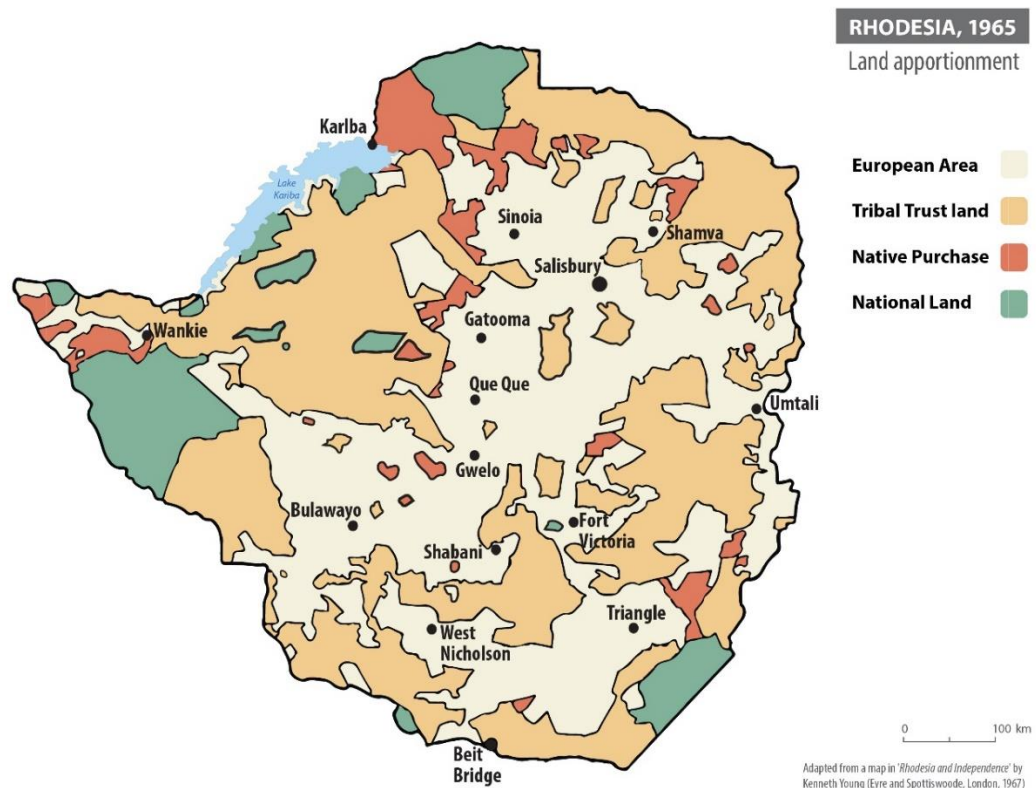 RHODESIA, 1965
Land apportionment
European Area
Tribal Trust land
Native Purchase
National Land
Karlba
Lake
Kariba
Sinoia
Shamva
Salisbury
Wankie
Gatooma
Que Que
Umtali
Gwelo
Bulawayo
Fort
Victoria
Shabani
Triangle
West
Nicholson
Beit
Bridge
0 100 km
Adapted from a map in 'Rhodesia and Independence' by
Kenneth Young (Eyre and Spottiswoode, London, 1967)